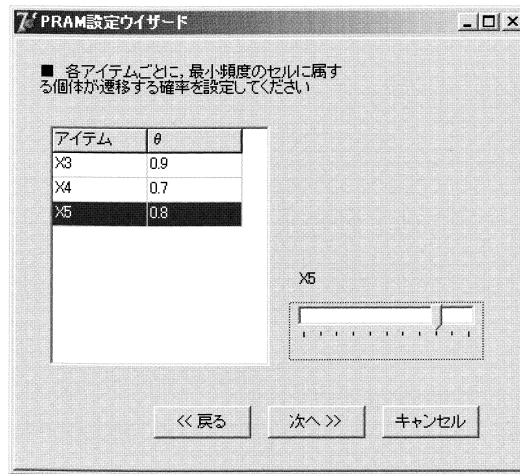 PRAM設定ウイザード
■ 各アイテムごとに，最小頻度のセルに属す
る個体が遷移する確率を設定してください
アイテム θ
X3 0.9
X4 0.7
X5 0.8
X5
<< 戻る 次へ >> キャンセル